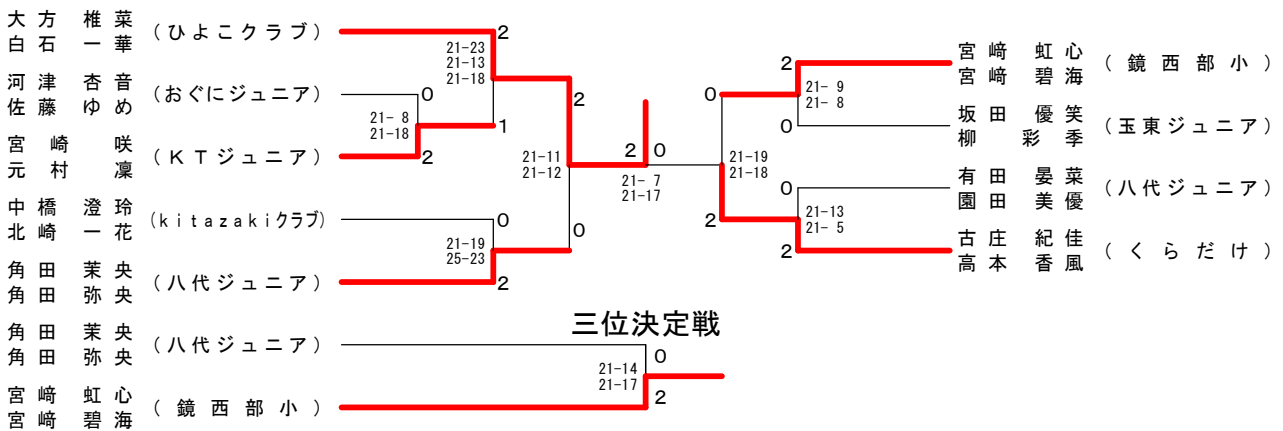 大方 椎菜
白石 一華
(ひよこクラブ)
河津 杏音
佐藤 ゆめ
(おぐにジュニア)
宮崎 咲
元村 凜
(KTジュニア)
中橋 澄玲
北崎 一花
(kitazakiクラブ)
角田 茉央
角田 弥央
(八代ジュニア)
2
21-23
21-13
21-18
0
21- 8
21-18
1
2
2
21-11
21-12
0
21-19
25-23
0
2
2 0
21- 7
21-17
0
21-19
21-18
2
2
21- 9
21- 8
0
0
21-13
21- 5
2
宮﨑 虹心
宮﨑 碧海
(鏡西部小)
坂田 優笑
柳 彩季
(玉東ジュニア)
有田 晏菜
園田 美優
(八代ジュニア)
古庄 紀佳
高本 香風
(くらだけ)
三位決定戦
角田 茉央
角田 弥央
(八代ジュニア)
0
21-14
21-17
2
宮﨑 虹心
宮﨑 碧海
(鏡西部小)